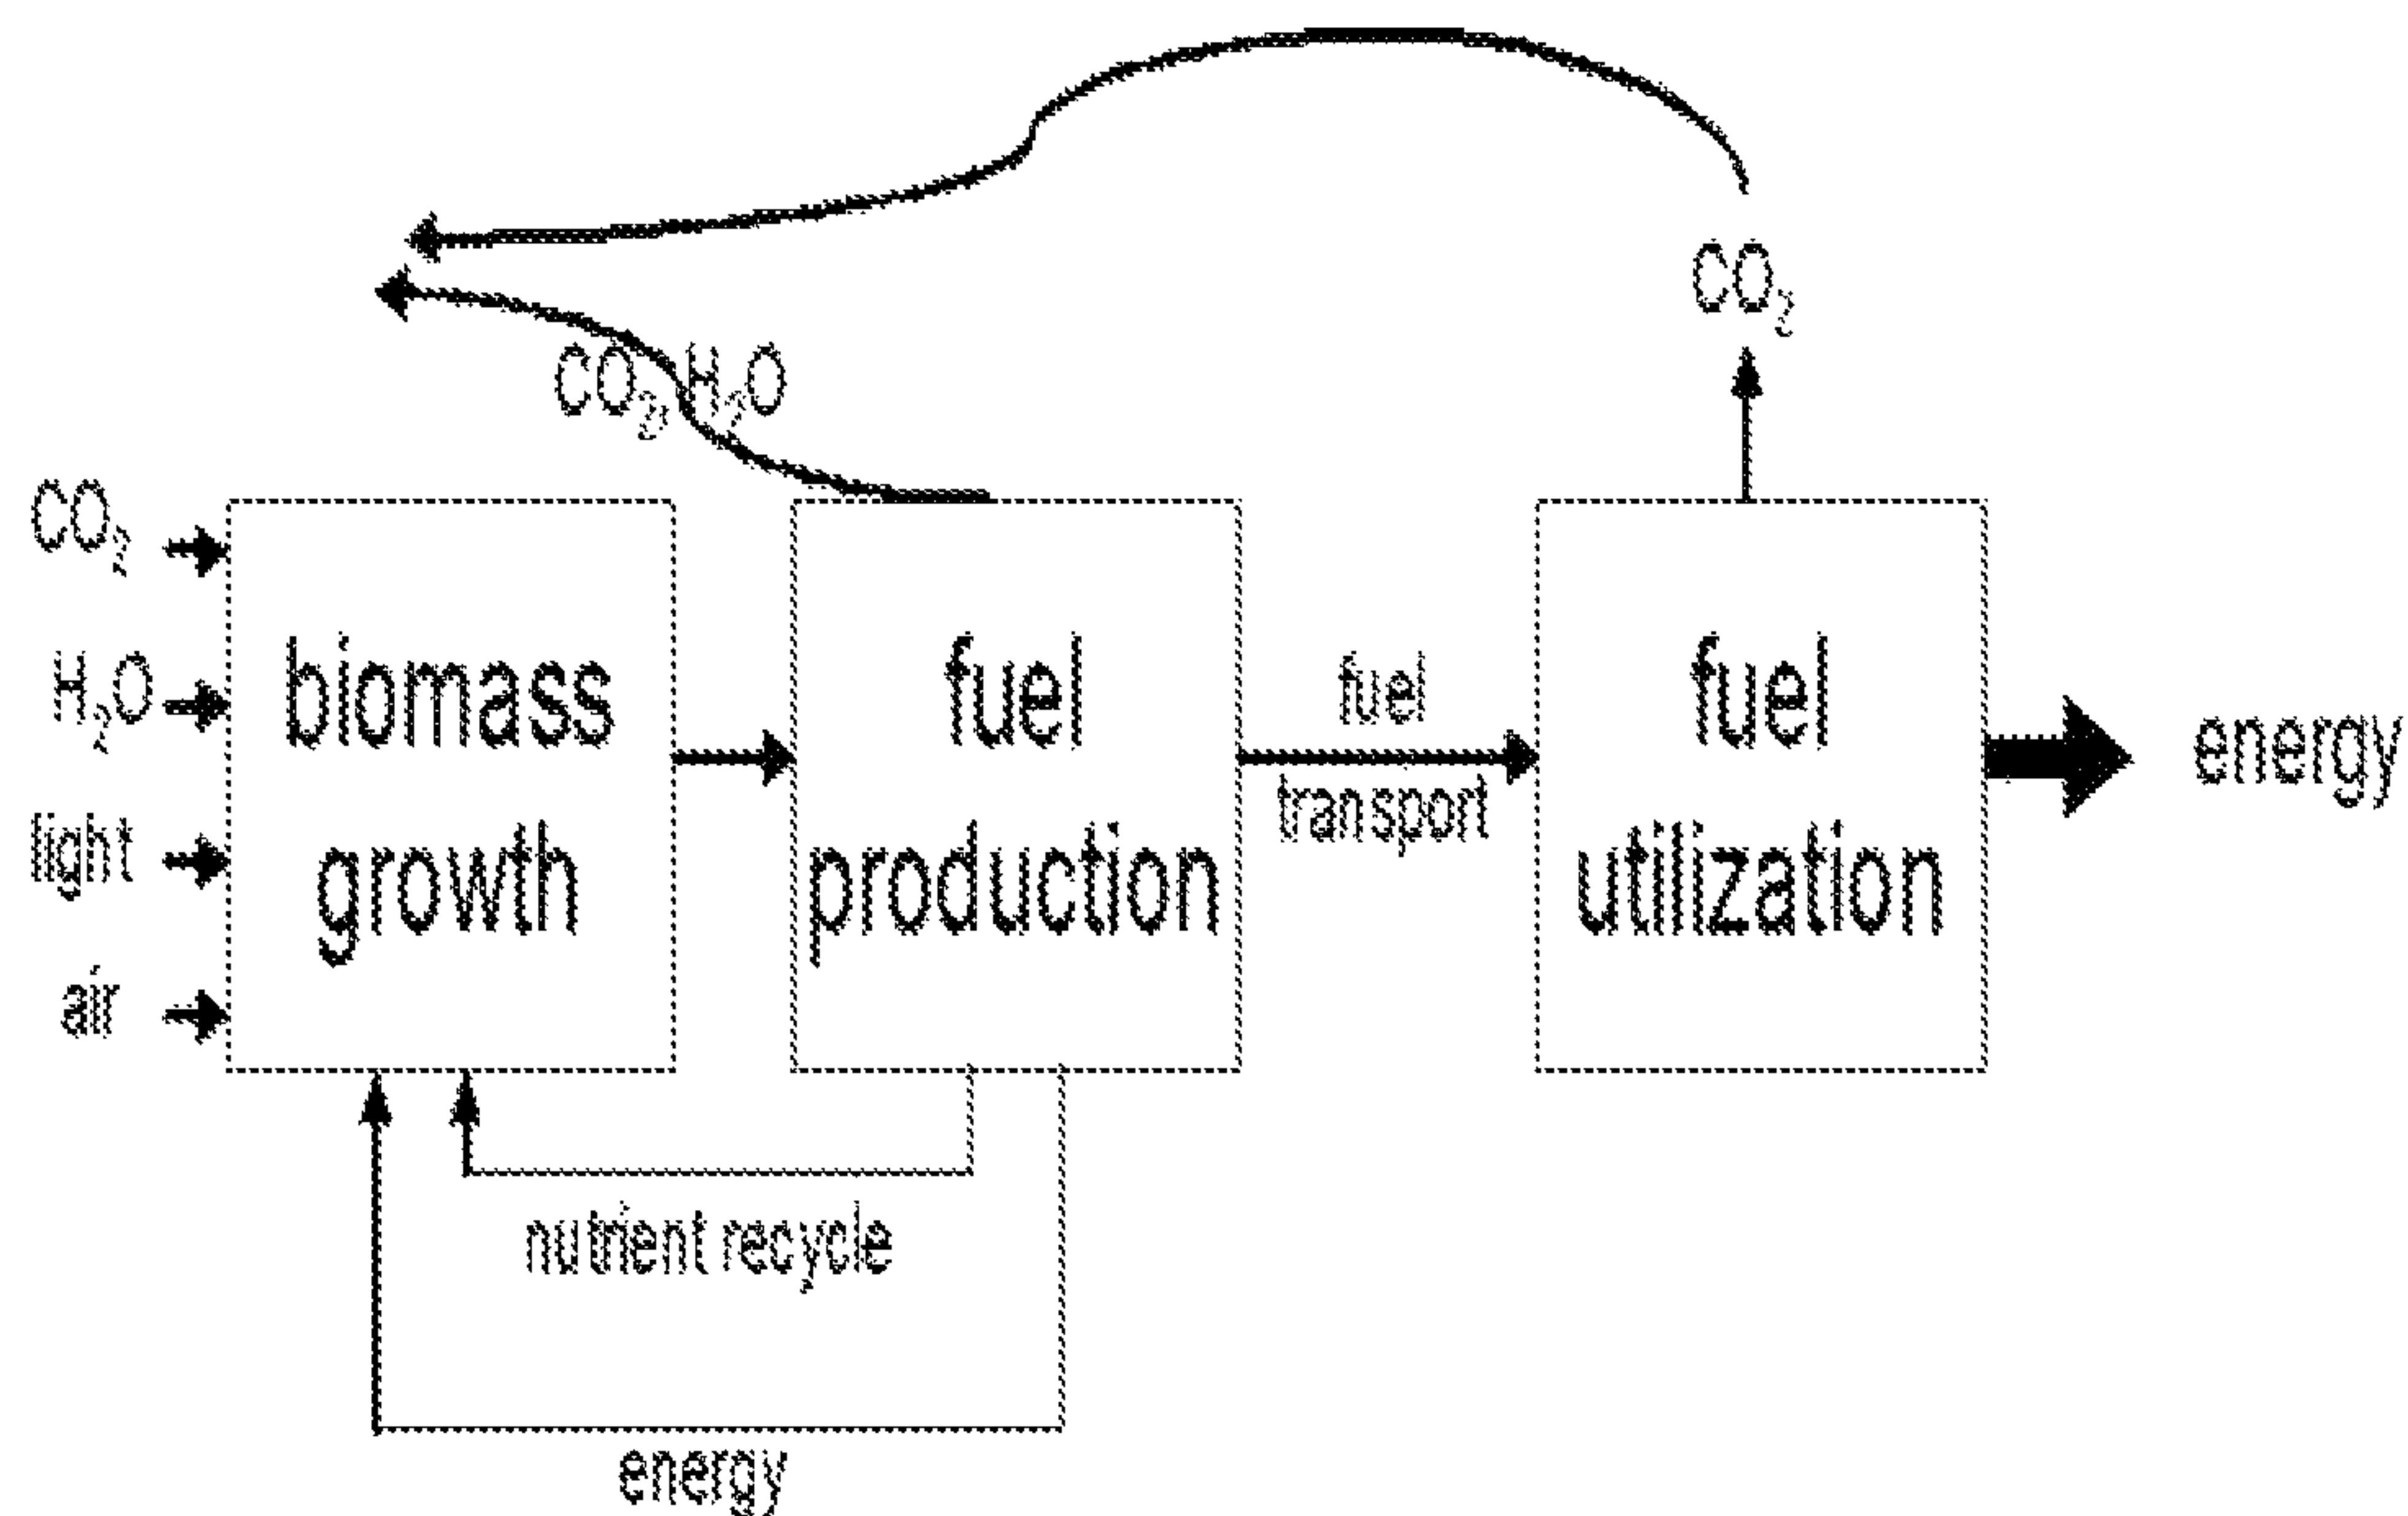 CO₂
CO₂, H₂O
CO₂
H₂O
light
air
biomass
growth
fuel
production
fuel
transport
fuel
utilization
energy
nutrient recycle
energy